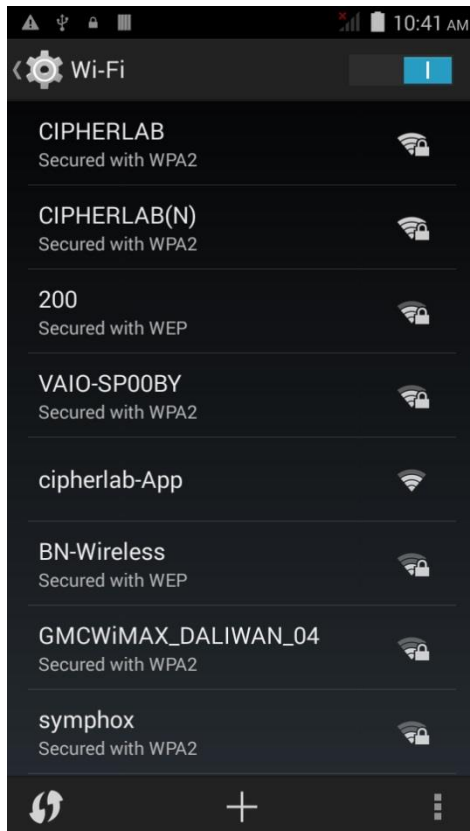 10:41 AM
Wi-Fi
CIPHERLAB
Secured with WPA2
CIPHERLAB(N)
Secured with WPA2
200
Secured with WEP
VAIO-SP00BY
Secured with WPA2
cipherlab-App
BN-Wireless
Secured with WEP
GMCWiMAX_DALIWAN_04
Secured with WPA2
symphox
Secured with WPA2